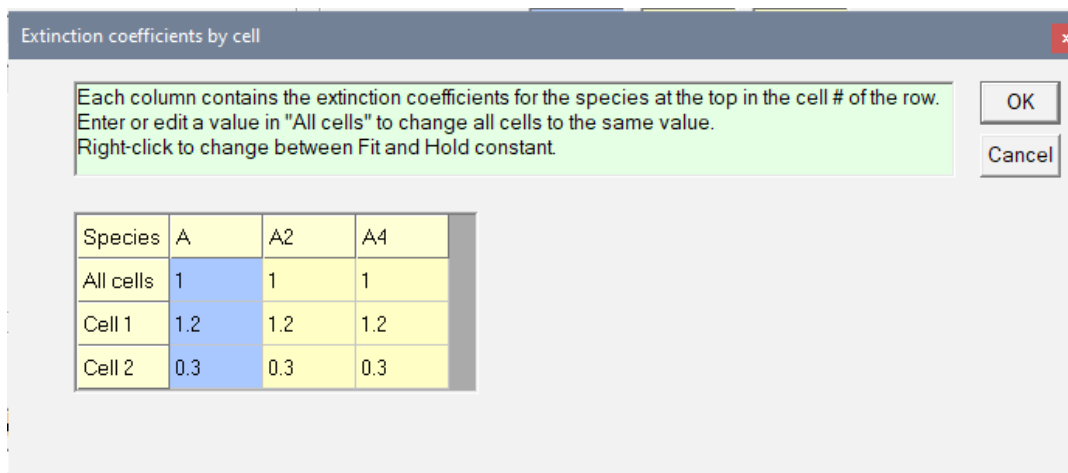 Extinction coefficients by cell
x
Each column contains the extinction coefficients for the species at the top in the cell # of the row.
Enter or edit a value in "All cells" to change all cells to the same value.
Right-click to change between Fit and Hold constant.
OK
Cancel
Species A A2 A4
All cells 1 1 1
Cell 1 1.2 1.2 1.2
Cell 2 0.3 0.3 0.3